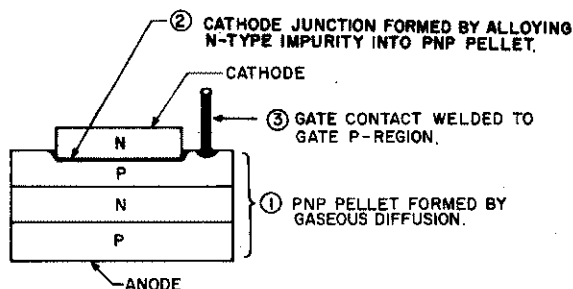 ② CATHODE JUNCTION FORMED BY ALLOYING
N-TYPE IMPURITY INTO PNP PELLET.
CATHODE
③ GATE CONTACT WELDED TO
GATE P-REGION.
N
P
N
P
① PNP PELLET FORMED BY
GASEOUS DIFFUSION.
ANODE